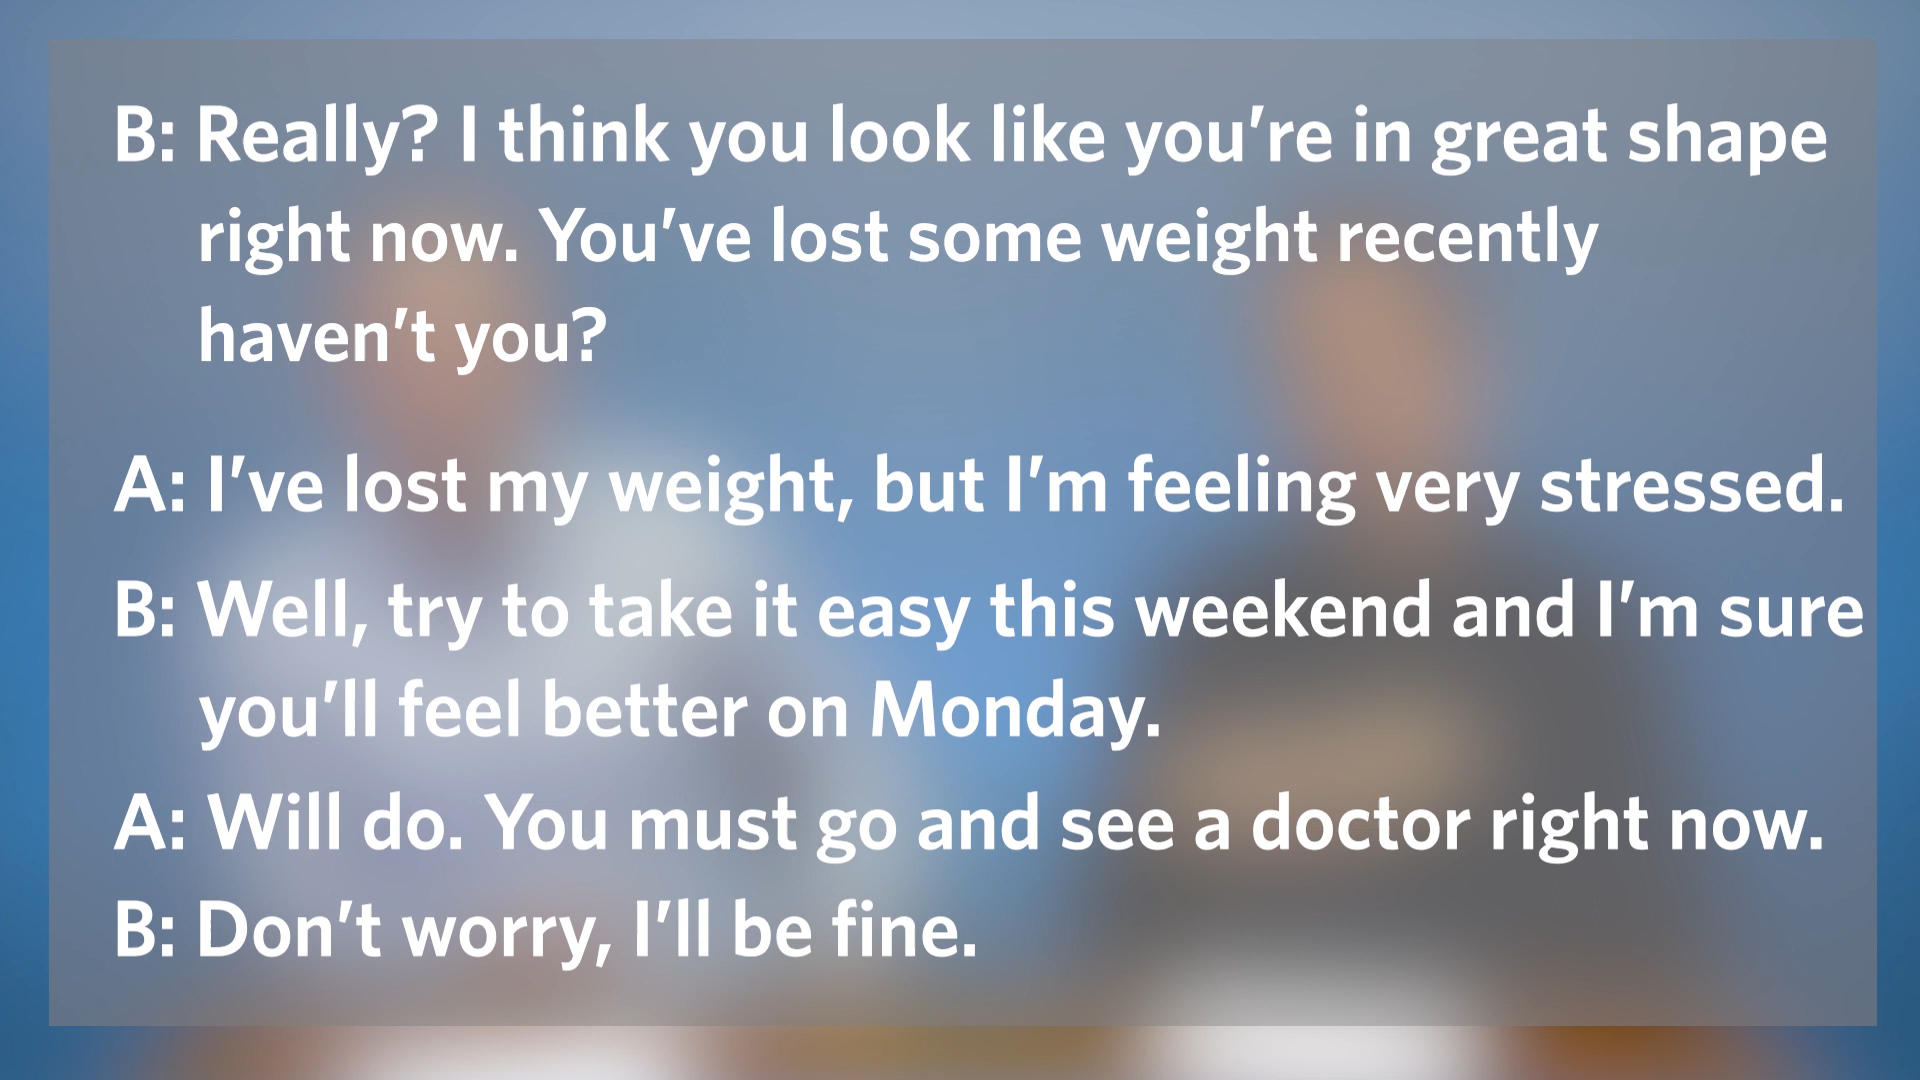 B: Really? I think you look like you’re in great shape
right now. You’ve lost some weight recently
haven’t you?
A: I’ve lost my weight, but I’m feeling very stressed.
B: Well, try to take it easy this weekend and I’m sure
you’ll feel better on Monday.
A: Will do. You must go and see a doctor right now.
B: Don’t worry, I’ll be fine.